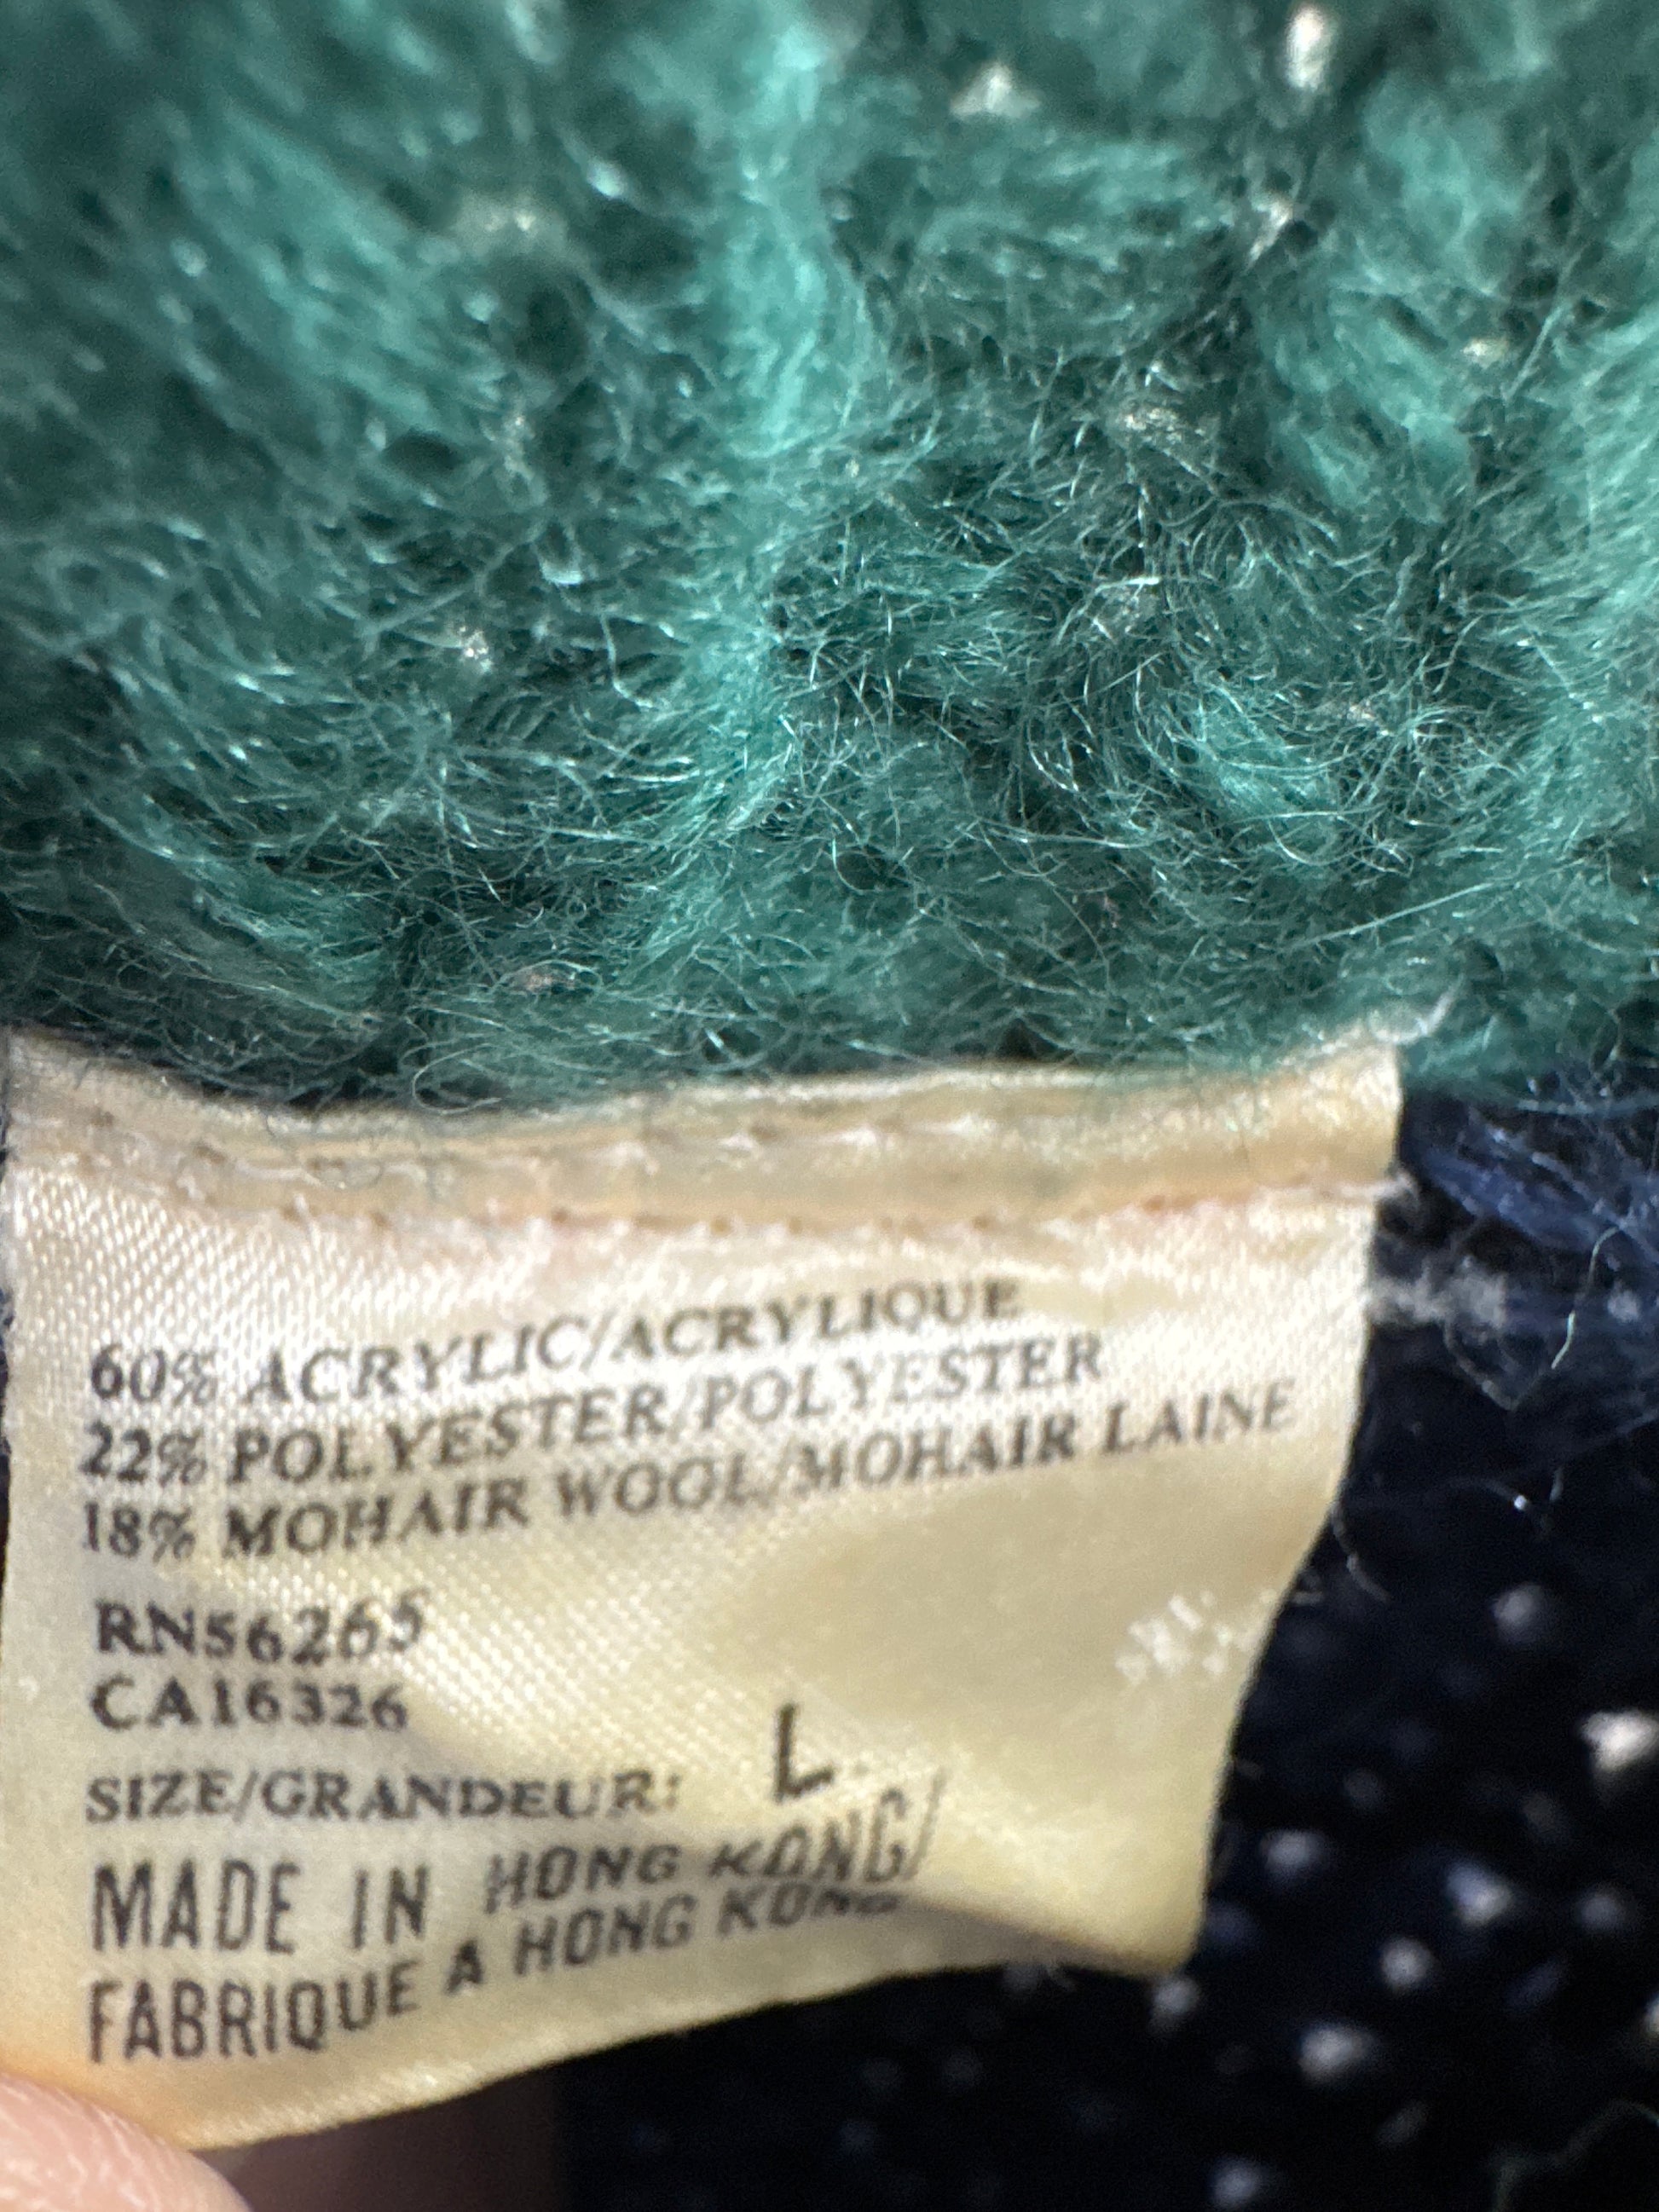 60% ACRYLIC/ACRYLIQUE
22% POLYESTER/POLYESTER
18% MOHAIR WOOL/MOHAIR LAINE
RN56265
CA16326
SIZE/GRANDEUR: L
MADE IN HONG KONG/
FABRIQUE A HONG KONG